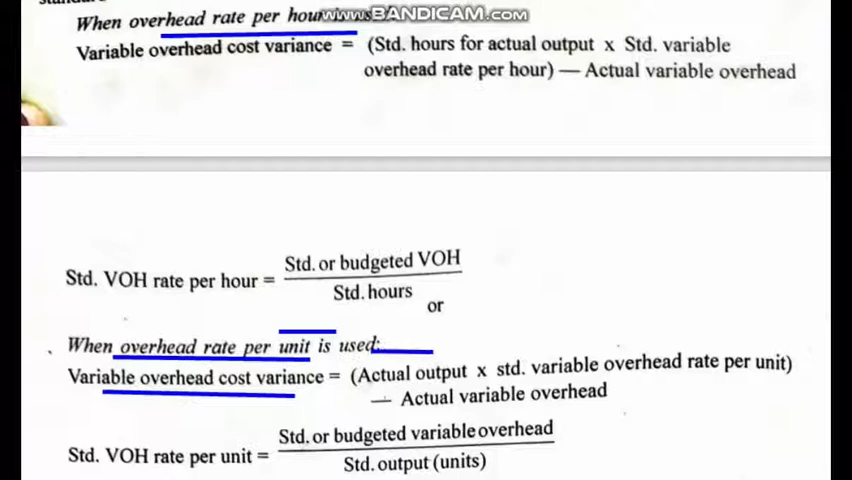 www.BANDICAM.com
When overhead rate per hour
Variable overhead cost variance = (Std. hours for actual output x Std. variable
overhead rate per hour) — Actual variable overhead
Std. VOH rate per hour = Std. or budgeted VOH
Std. hours
or
When overhead rate per unit is used:
Variable overhead cost variance = (Actual output x std. variable overhead rate per unit)
— Actual variable overhead
Std. VOH rate per unit = Std. or budgeted variable overhead
Std. output (units)